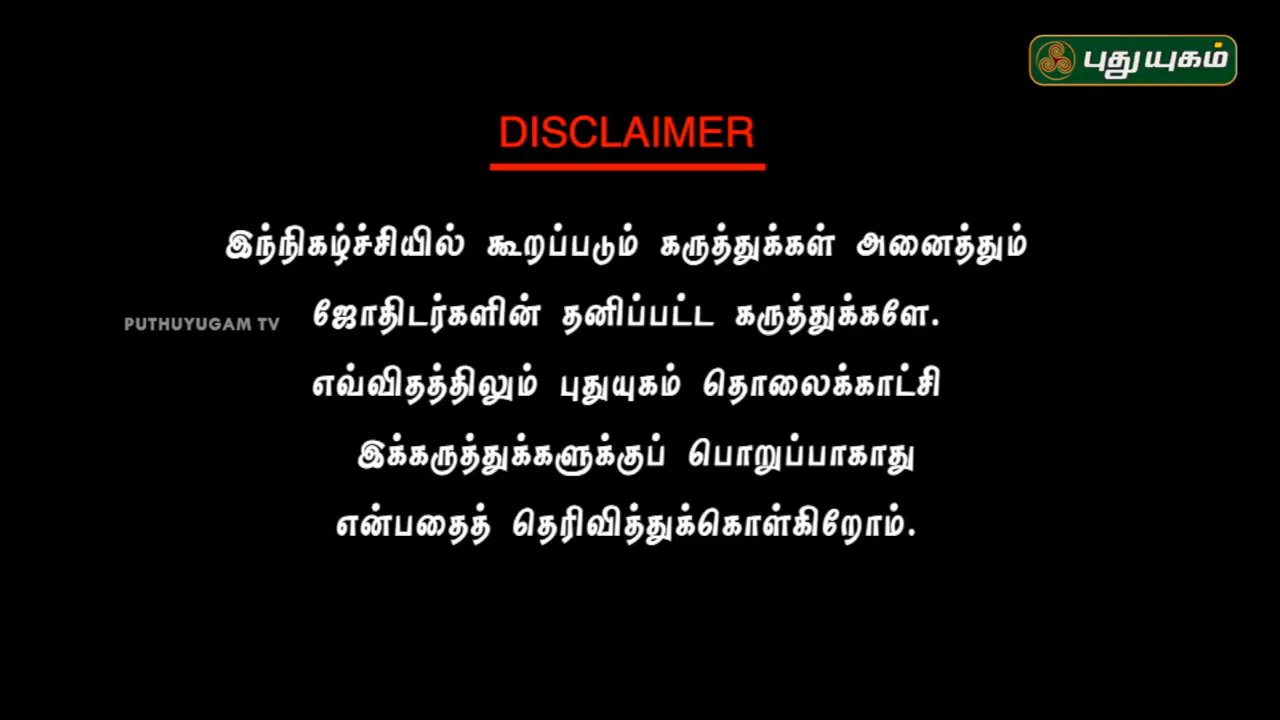 புதுயுகம்
DISCLAIMER
இந்நிகழ்ச்சியில் கூறப்படும் கருத்துக்கள் அனைத்தும்
PUTHUYUGAM TV
ஜோதிடர்களின் தனிப்பட்ட கருத்துக்களே.
எவ்விதத்திலும் புதுயுகம் தொலைக்காட்சி
இக்கருத்துக்களுக்குப் பொறுப்பாகாது
என்பதைத் தெரிவித்துக்கொள்கிறோம்.